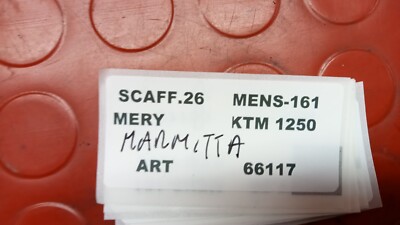 SCAFF.26 MENS-161
MERY KTM 1250
MARMITTA
ART 66117